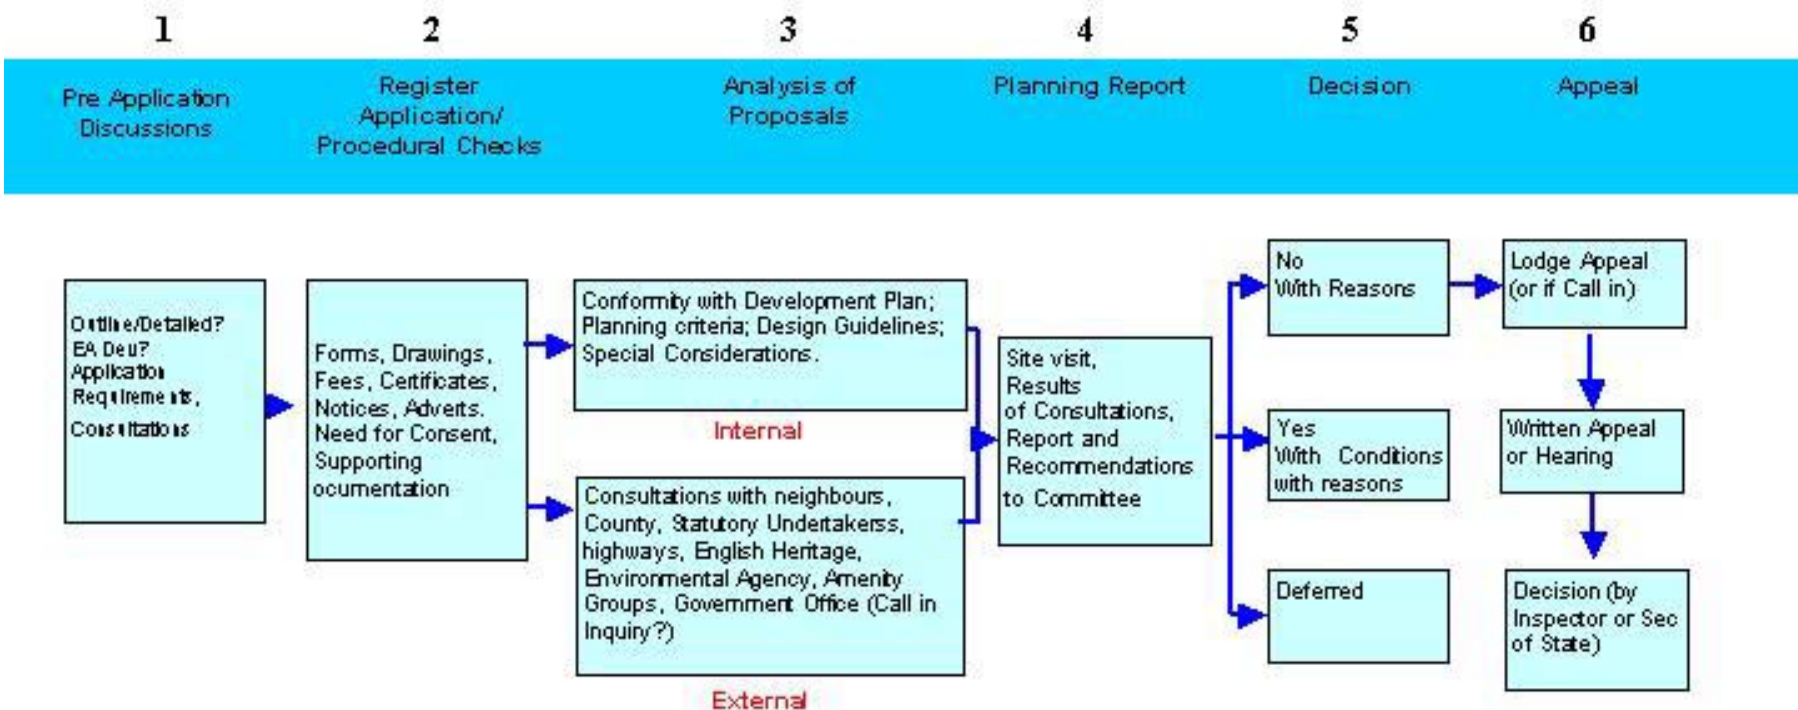 1
2
3
4
5
6
Pre Application
Discussions
Register
Application/
Procedural Checks
Analysis of
Proposals
Planning Report
Decision
Appeal
Outline/Detailed?
EA Dev?
Application
Requirements,
Consultations
Forms, Drawings,
Fees, Certificates,
Notices, Adverts.
Need for Consent,
Supporting
ocumentation
Conformity with Development Plan;
Planning criteria; Design Guidelines;
Special Considerations.
Internal
Consultations with neighbours,
County, Statutory Undertakerss,
highways, English Heritage,
Environmental Agency, Amenity
Groups, Government Office (Call in
Inquiry?)
External
Site visit,
Results
of Consultations,
Report and
Recommendations
to Committee
No
With Reasons
Yes
With Conditions
with reasons
Deferred
Lodge Appeal
(or if Call in)
Written Appeal
or Hearing
Decision (by
Inspector or Sec
of State)